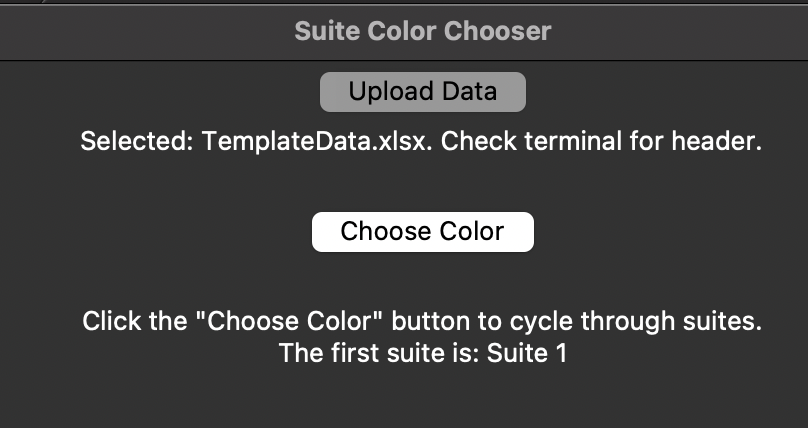 Suite Color Chooser
Upload Data
Selected: TemplateData.xlsx. Check terminal for header.
Choose Color
Click the "Choose Color" button to cycle through suites.
The first suite is: Suite 1